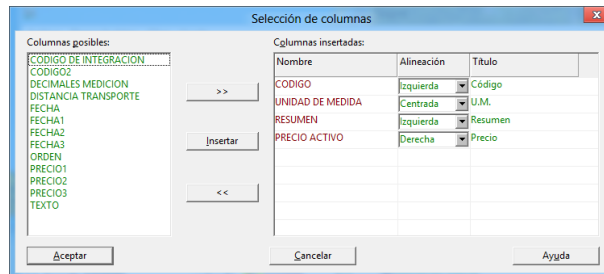 Selección de columnas
x
Columnas posibles:
CODIGO DE INTEGRACION
CODIGO2
DECIMALES MEDICION
DISTANCIA TRANSPORTE
FECHA
FECHA1
FECHA2
FECHA3
ORDEN
PRECIO1
PRECIO2
PRECIO3
TEXTO
>>
Insertar
<<
Columnas insertadas:
Nombre Alineación Título
CODIGO Izquierda Código
UNIDAD DE MEDIDA Centrada U.M.
RESUMEN Izquierda Resumen
PRECIO ACTIVO Derecha Precio
Aceptar Cancelar Ayuda